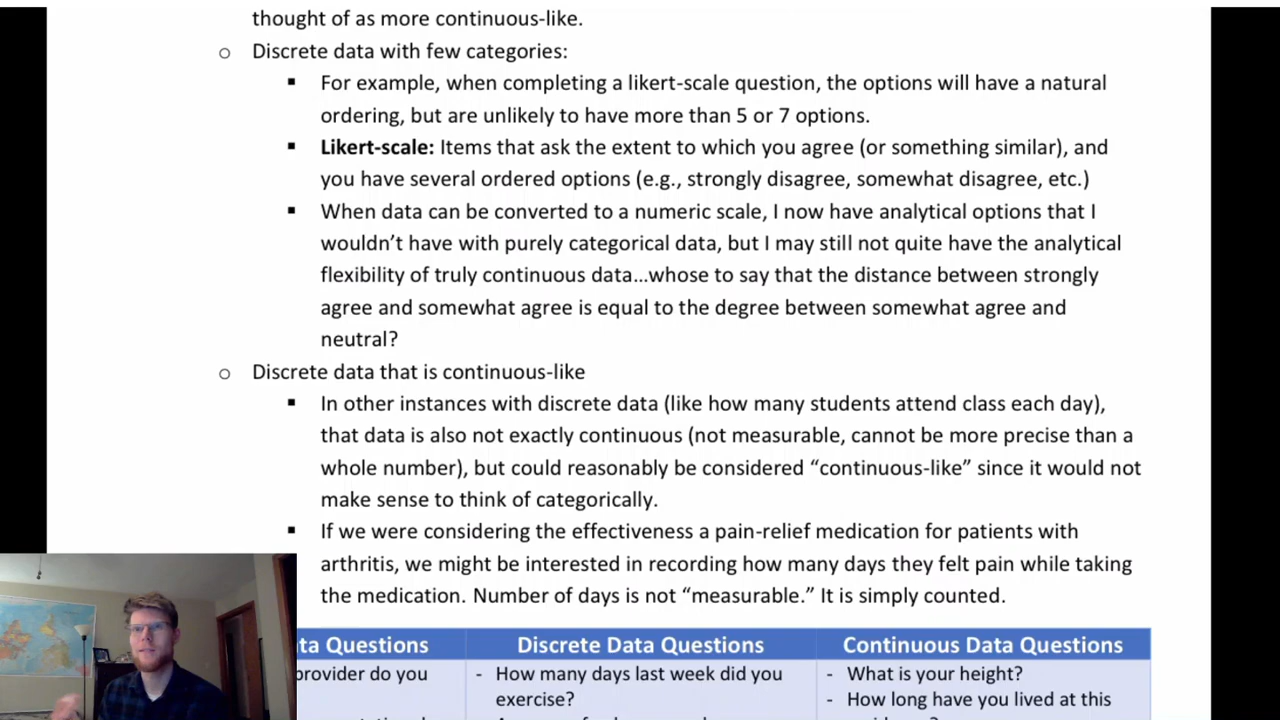 thought of as more continuous-like.
o Discrete data with few categories:
▪ For example, when completing a likert-scale question, the options will have a natural
ordering, but are unlikely to have more than 5 or 7 options.
▪ Likert-scale: Items that ask the extent to which you agree (or something similar), and
you have several ordered options (e.g., strongly disagree, somewhat disagree, etc.)
▪ When data can be converted to a numeric scale, I now have analytical options that I
wouldn't have with purely categorical data, but I may still not quite have the analytical
flexibility of truly continuous data…whose to say that the distance between strongly
agree and somewhat agree is equal to the degree between somewhat agree and
neutral?
o Discrete data that is continuous-like
▪ In other instances with discrete data (like how many students attend class each day),
that data is also not exactly continuous (not measurable, cannot be more precise than a
whole number), but could reasonably be considered “continuous-like” since it would not
make sense to think of categorically.
▪ If we were considering the effectiveness a pain-relief medication for patients with
arthritis, we might be interested in recording how many days they felt pain while taking
the medication. Number of days is not “measurable.” It is simply counted.
ta Questions
provider do you
Discrete Data Questions
- How many days last week did you
exercise?
Continuous Data Questions
- What is your height?
- How long have you lived at this